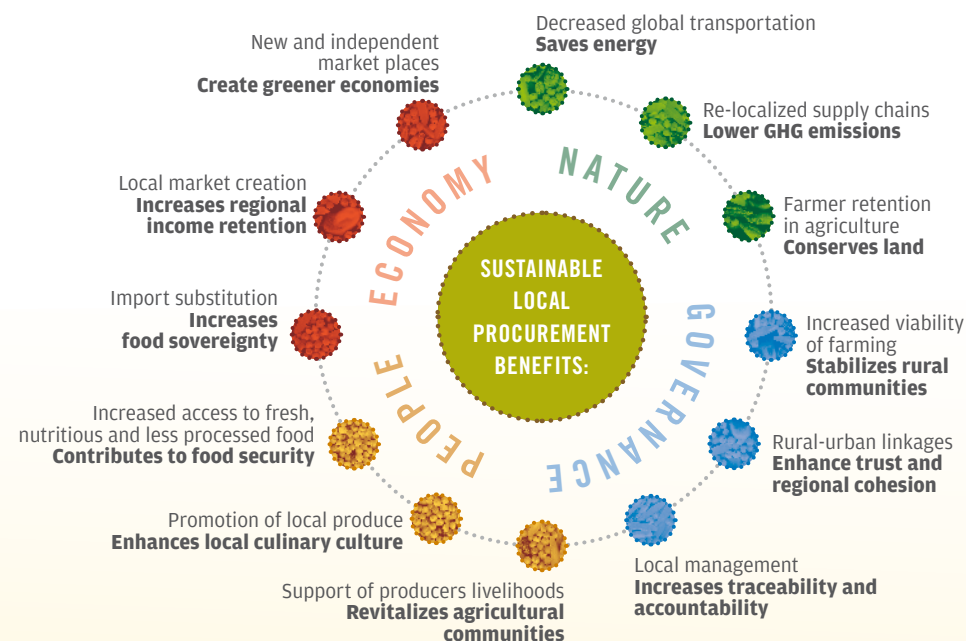 SUSTAINABLE
LOCAL
PROCUREMENT
BENEFITS:
NATURE
Decreased global transportation
Saves energy
Re-localized supply chains
Lower GHG emissions
Farmer retention
in agriculture
Conserves land
GOVERNANCE
Increased viability
of farming
Stabilizes rural
communities
Rural-urban linkages
Enhance trust and
regional cohesion
Local management
Increases traceability and
accountability
PEOPLE
Support of producers livelihoods
Revitalizes agricultural
communities
Promotion of local produce
Enhances local culinary culture
Increased access to fresh,
nutritious and less processed food
Contributes to food security
ECONOMY
Import substitution
Increases
food sovereignty
Local market creation
Increases regional
income retention
New and independent
market places
Create greener economies